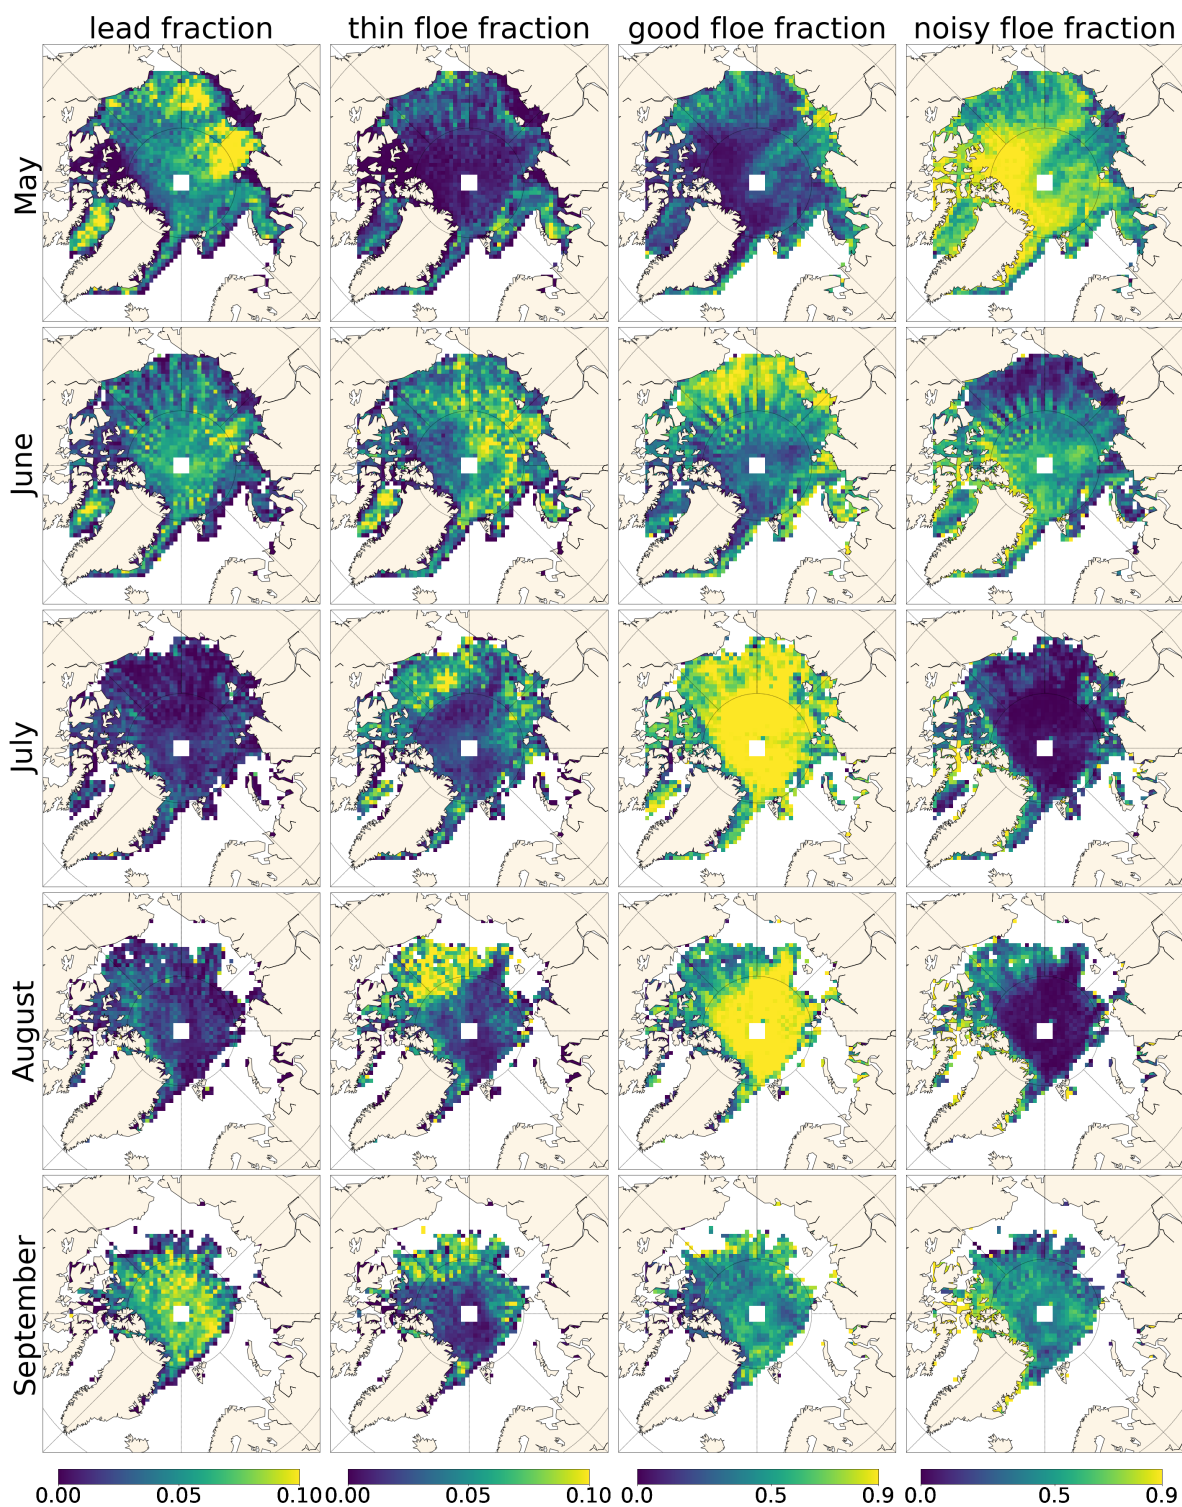 lead fraction thin floe fraction good floe fraction noisy floe fraction
May
June
July
August
September
0.00 0.05 0.10 0.00 0.05 0.10 0.0 0.5 0.9 0.0 0.5 0.9